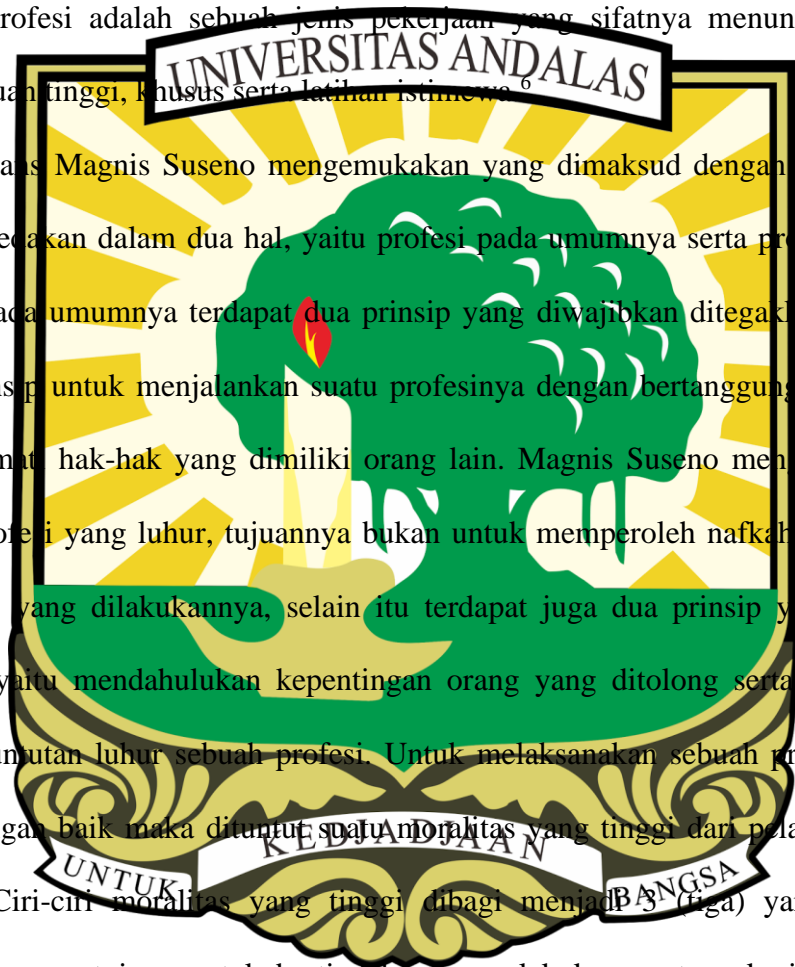 rofesi adalah sebuah jenis pekerjaan yang sifatnya menun
UNIVERSITAS ANDALAS
uan tinggi, khusus serta latihan istimewa.6
ans Magnis Suseno mengemukakan yang dimaksud dengan
edakan dalam dua hal, yaitu profesi pada umumnya serta pro
ada umumnya terdapat dua prinsip yang diwajibkan ditegak
nsip untuk menjalankan suatu profesinya dengan bertanggung
mati hak-hak yang dimiliki orang lain. Magnis Suseno men
ofesi yang luhur, tujuannya bukan untuk memperoleh nafkah
yang dilakukannya, selain itu terdapat juga dua prinsip y
yaitu mendahulukan kepentingan orang yang ditolong serta
untutan luhur sebuah profesi. Untuk melaksanakan sebuah pr
gan baik maka dituntut suatu moralitas yang tinggi dari pela
UNTUK KEDJADJAAN BANGSA
Ciri-ciri moralitas yang tinggi dibagi menjadi 3 (tiga) ya